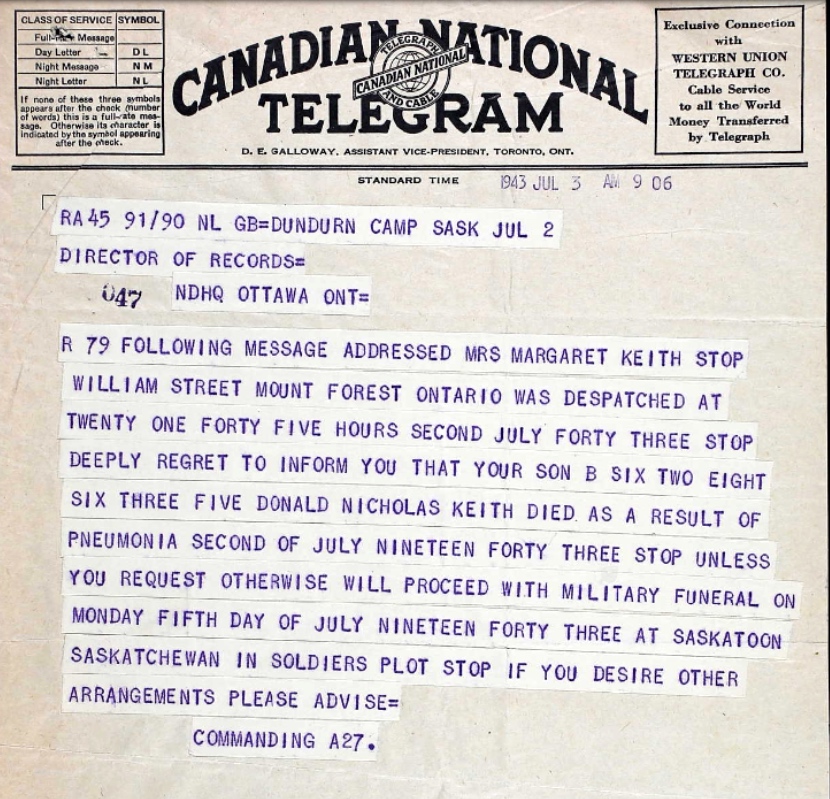 CLASS OF SERVICE SYMBOL
Full-rate Message
Day Letter D L
Night Message N M
Night Letter N L
If none of these three symbols
appears after the check (number
of words) this is a full-rate mes-
sage. Otherwise its character is
indicated by the symbol appearing
after the check.
CANADIAN NATIONAL
TELEGRAPH
CANADIAN NATIONAL
AND CABLE
TELEGRAM
D. E. GALLOWAY, ASSISTANT VICE-PRESIDENT, TORONTO, ONT.
Exclusive Connection
with
WESTERN UNION
TELEGRAPH CO.
Cable Service
to all the World
Money Transferred
by Telegraph
STANDARD TIME 1943 JUL 3 AM 9 06
RA45 91/90 NL GB=DUNDURN CAMP SASK JUL 2
DIRECTOR OF RECORDS=
047 NDHQ OTTAWA ONT=
R 79 FOLLOWING MESSAGE ADDRESSED MRS MARGARET KEITH STOP
WILLIAM STREET MOUNT FOREST ONTARIO WAS DESPATCHED AT
TWENTY ONE FORTY FIVE HOURS SECOND JULY FORTY THREE STOP
DEEPLY REGRET TO INFORM YOU THAT YOUR SON B SIX TWO EIGHT
SIX THREE FIVE DONALD NICHOLAS KEITH DIED AS A RESULT OF
PNEUMONIA SECOND OF JULY NINETEEN FORTY THREE STOP UNLESS
YOU REQUEST OTHERWISE WILL PROCEED WITH MILITARY FUNERAL ON
MONDAY FIFTH DAY OF JULY NINETEEN FORTY THREE AT SASKATOON
SASKATCHEWAN IN SOLDIERS PLOT STOP IF YOU DESIRE OTHER
ARRANGEMENTS PLEASE ADVISE=
COMMANDING A27.